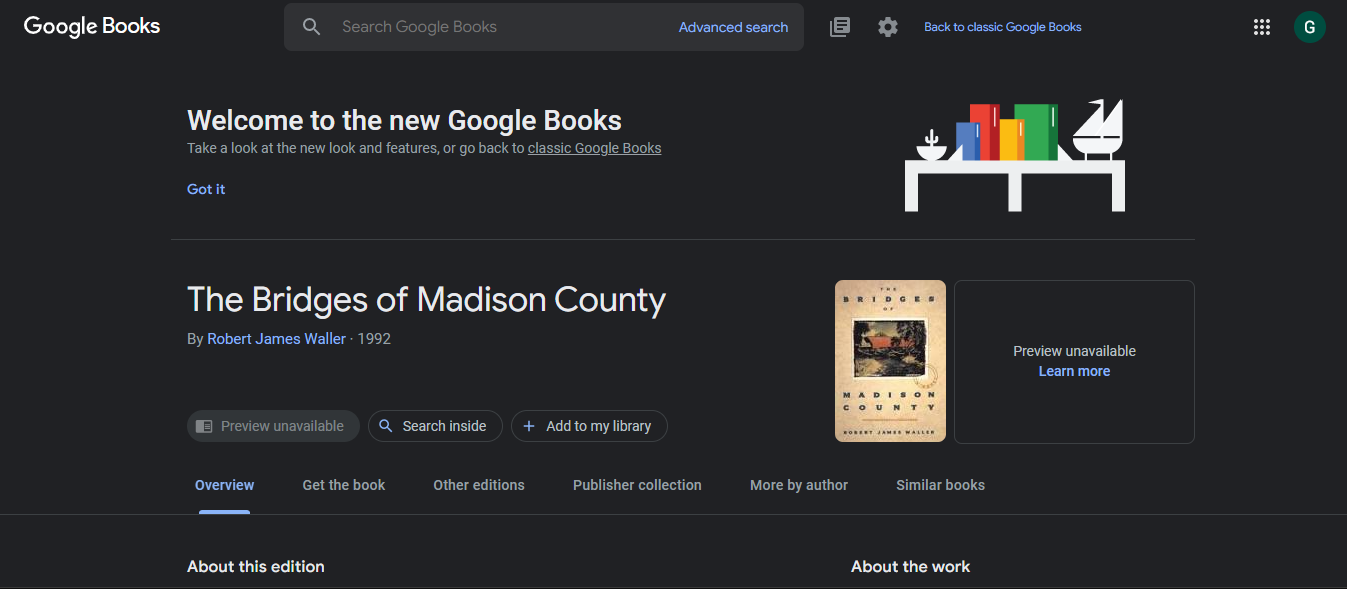 Google Books
Search Google Books
Advanced search
Back to classic Google Books
G
Welcome to the new Google Books
Take a look at the new look and features, or go back to classic Google Books
Got it
The Bridges of Madison County
By Robert James Waller · 1992
THE
BRIDGES
OF
MADISON
COUNTY
ROBERT JAMES WALLER
Preview unavailable
Learn more
Preview unavailable
Search inside
Add to my library
Overview
Get the book
Other editions
Publisher collection
More by author
Similar books
About this edition
About the work